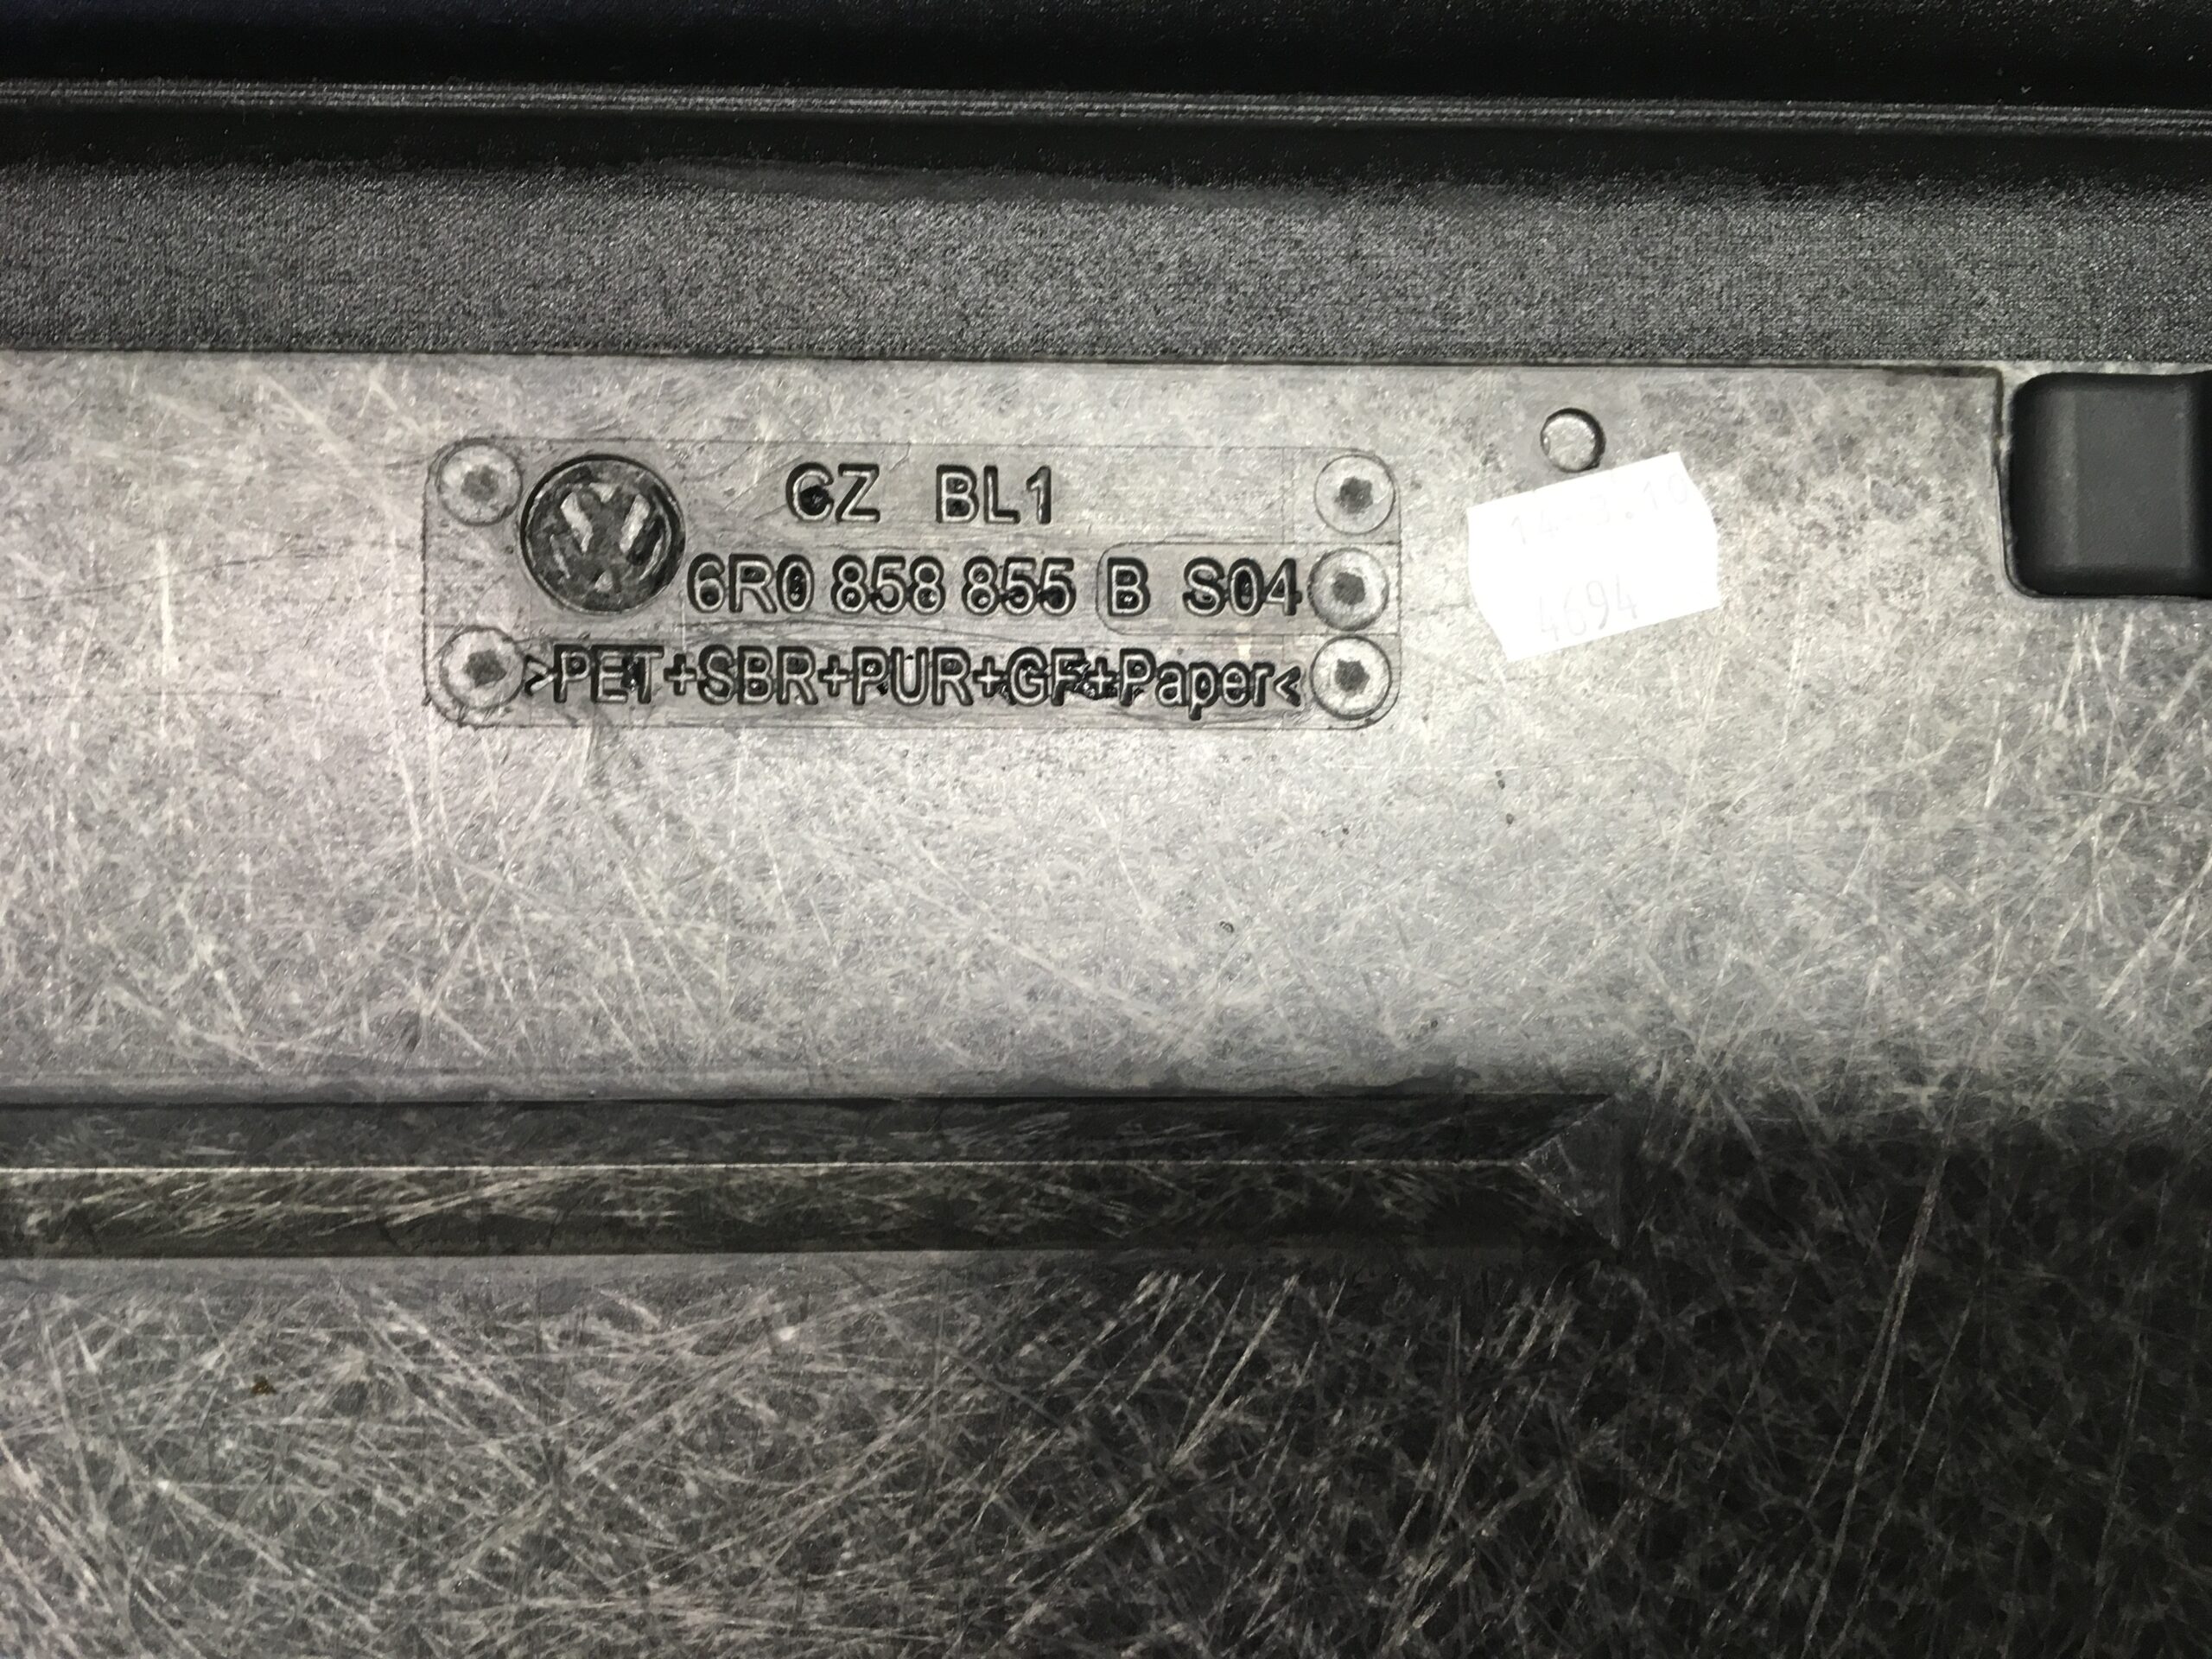 CZ BL1
6R0 858 855 B S04
>PET+SBR+PUR+GF+Paper<
4694